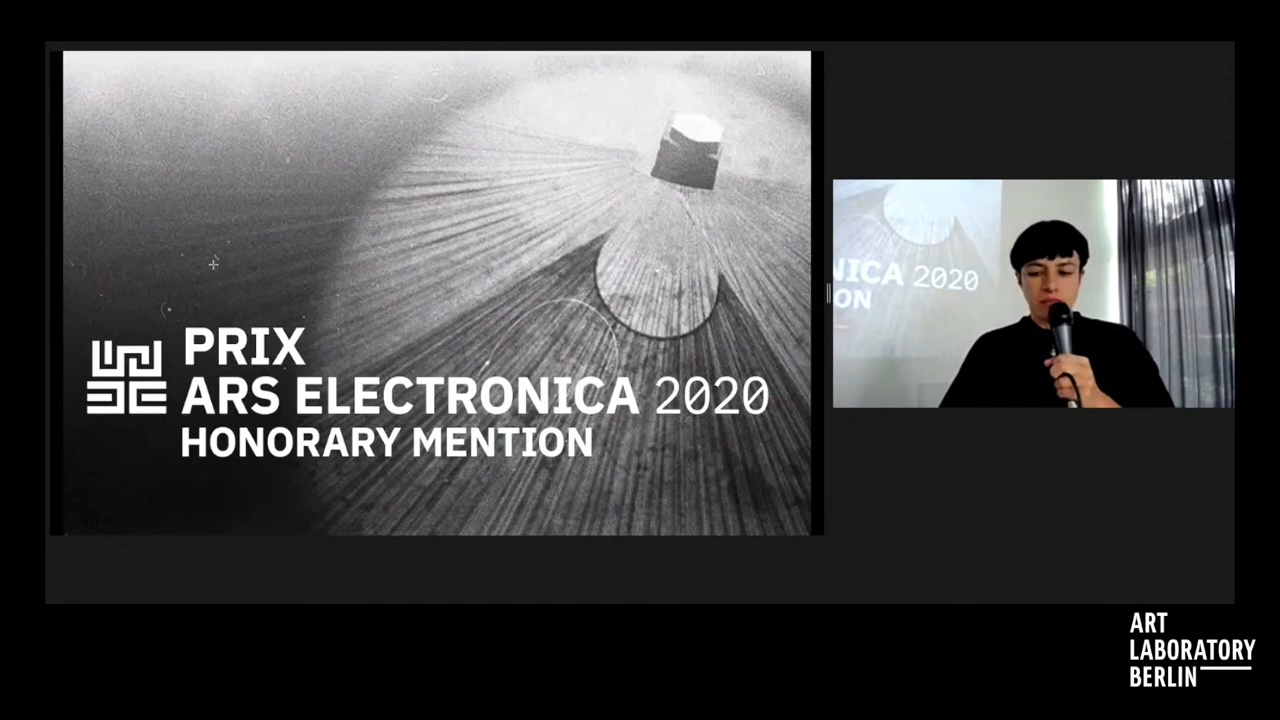 PRIX
ARS ELECTRONICA 2020
HONORARY MENTION
NICA 2020
ON
ART
LABORATORY
BERLIN